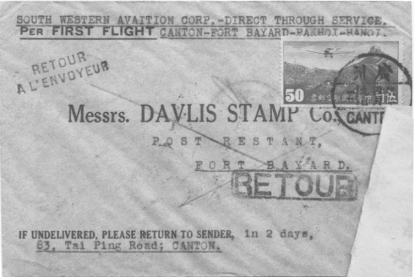 SOUTH WESTERN AVAITION CORP.-DIRECT THROUGH SERVICE.
PER FIRST FLIGHT CANTON-FORT BAYARD-PAKHOI-HANOI.
RETOUR
A L'ENVOYEUR
50
CANTON
Messrs. DAVLIS STAMP Co.,
POST RESTANT,
FORT BAYARD.
RETOUR
IF UNDELIVERED, PLEASE RETURN TO SENDER, in 2 days,
83, Tai Ping Road; CANTON.